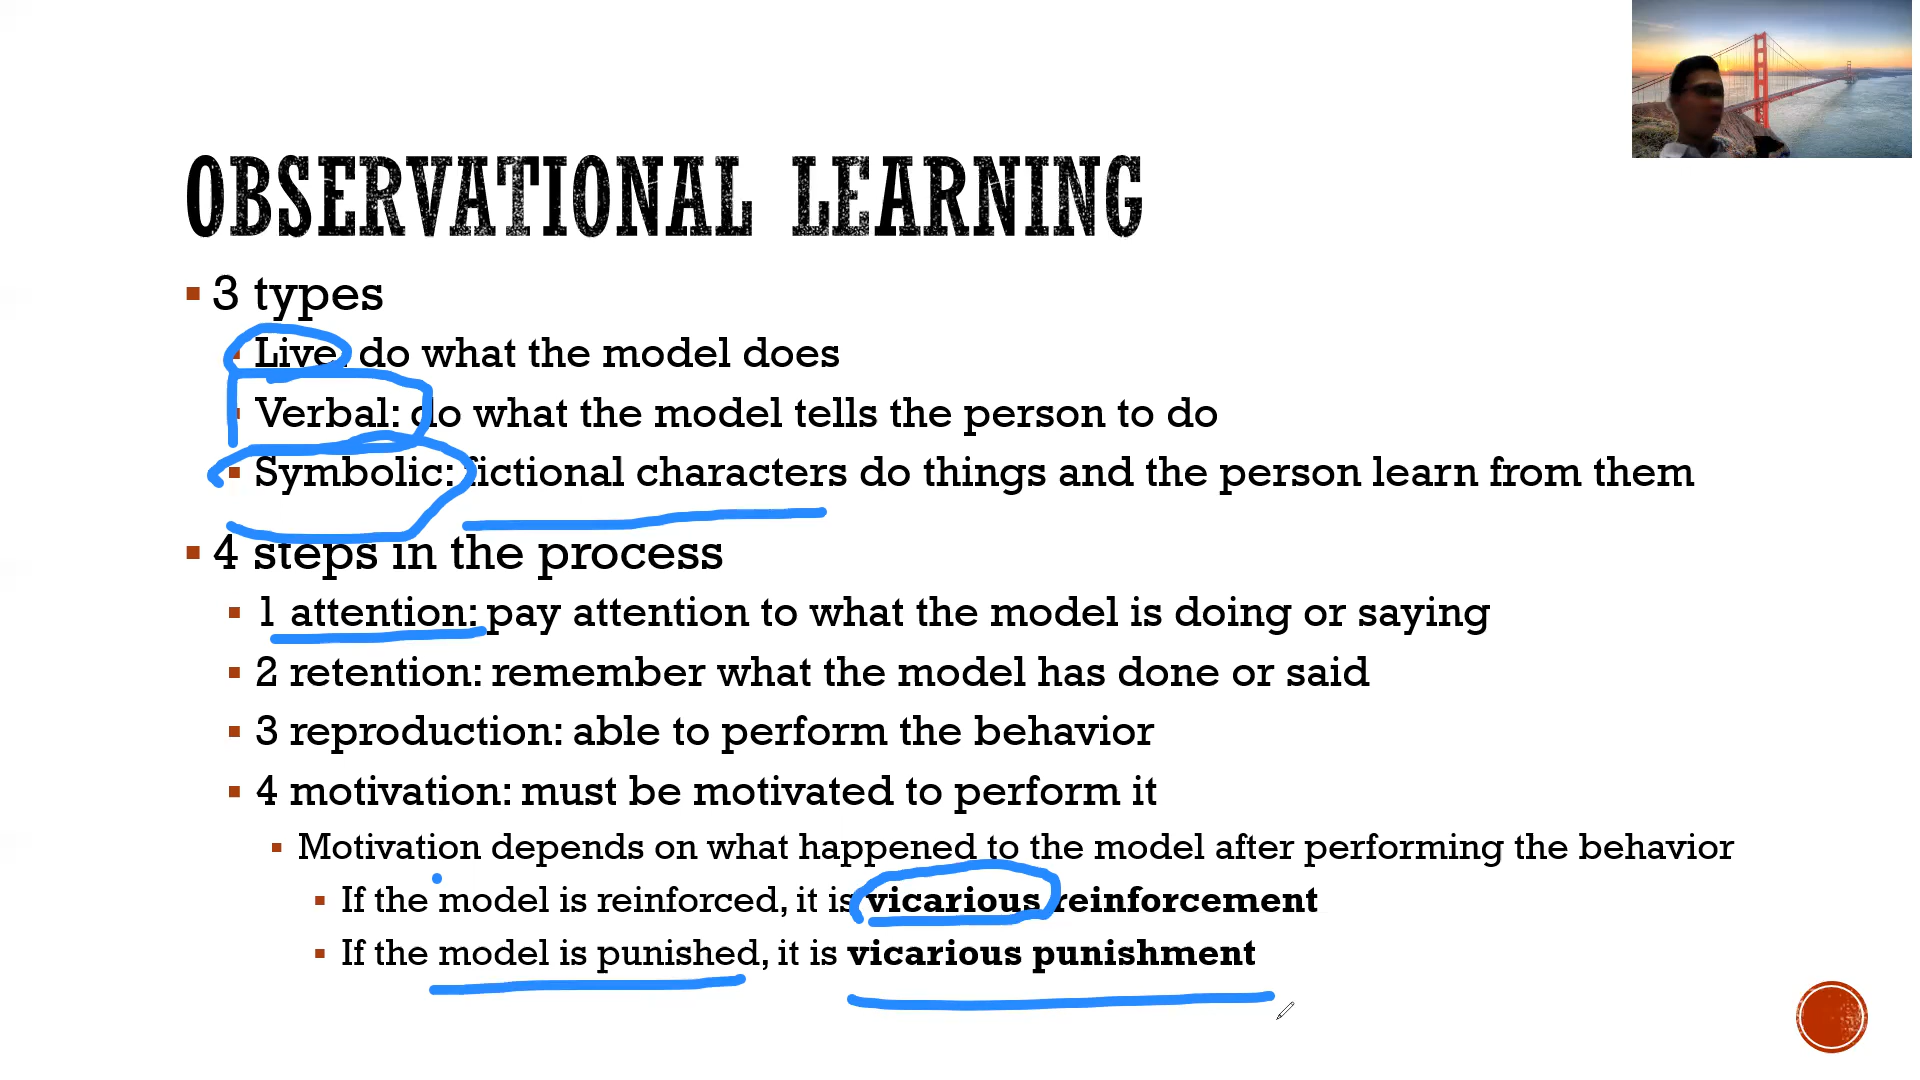 OBSERVATIONAL LEARNING
3 types
Live: do what the model does
Verbal: do what the model tells the person to do
Symbolic: fictional characters do things and the person learn from them
4 steps in the process
1 attention: pay attention to what the model is doing or saying
2 retention: remember what the model has done or said
3 reproduction: able to perform the behavior
4 motivation: must be motivated to perform it
Motivation depends on what happened to the model after performing the behavior
If the model is reinforced, it is vicarious reinforcement
If the model is punished, it is vicarious punishment